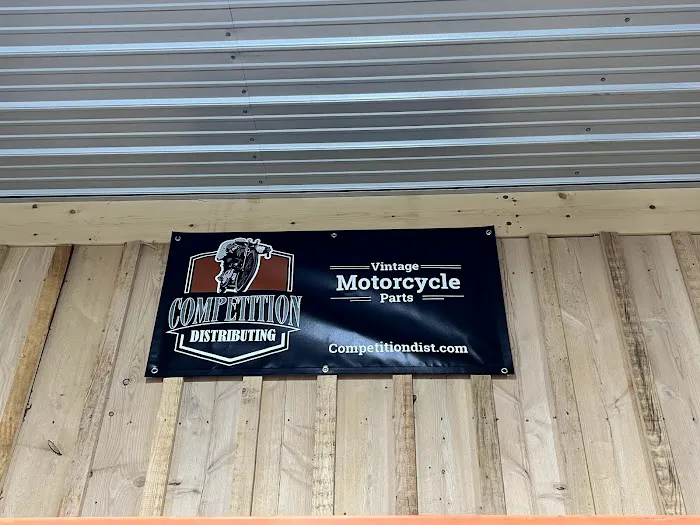 COMPETITION
DISTRIBUTING
Vintage
Motorcycle
Parts
Competitiondist.com